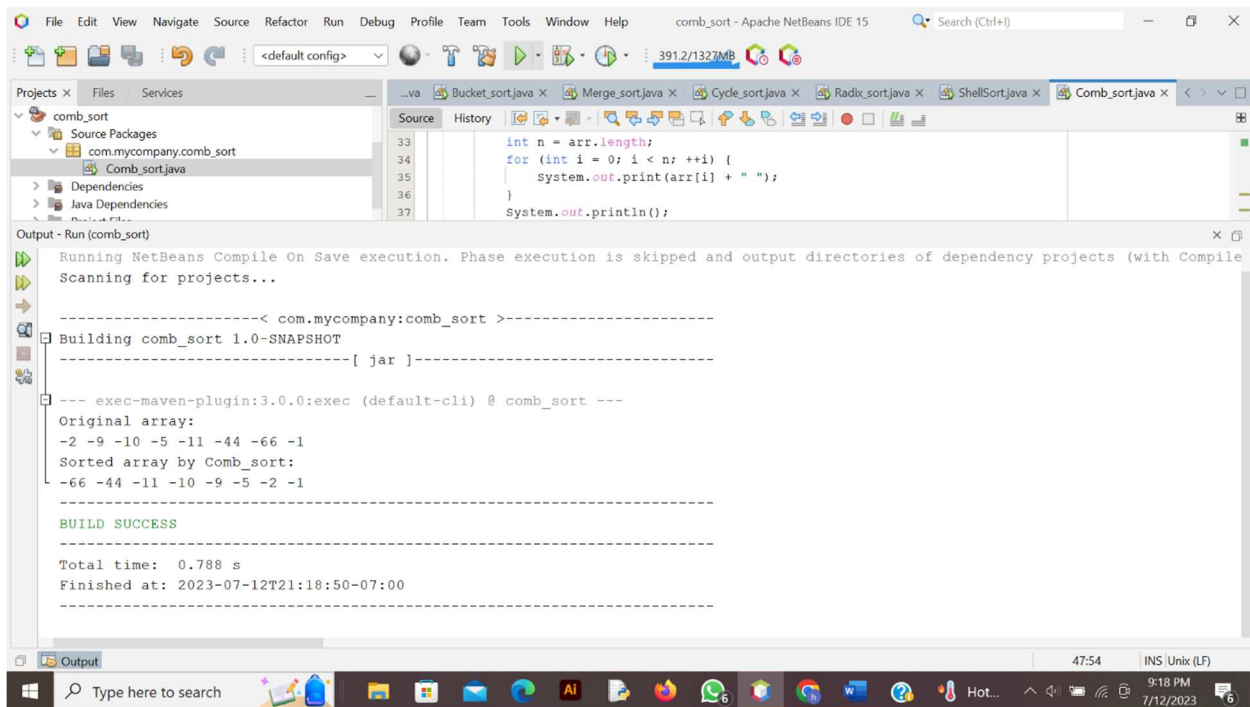 File Edit View Navigate Source Refactor Run Debug Profile Team Tools Window Help comb_sort - Apache NetBeans IDE 15 Search (Ctrl+I)
<default config> 391.2/1327MB
Projects Files Services
...va Bucket_sort.java Merge_sort.java Cycle_sort.java Radix_sort.java ShellSort.java Comb_sort.java
comb_sort
Source Packages
com.mycompany.comb_sort
Comb_sort.java
Dependencies
Java Dependencies
Project Files
Source History
33 int n = arr.length;
34 for (int i = 0; i < n; ++i) {
35 System.out.print(arr[i] + " ");
36 }
37 System.out.println();
Output - Run (comb_sort)
Running NetBeans Compile On Save execution. Phase execution is skipped and output directories of dependency projects (with Compile
Scanning for projects...
----------------------< com.mycompany:comb_sort >-----------------------
Building comb_sort 1.0-SNAPSHOT
--------------------------------[ jar ]---------------------------------
--- exec-maven-plugin:3.0.0:exec (default-cli) @ comb_sort ---
Original array:
-2 -9 -10 -5 -11 -44 -66 -1
Sorted array by Comb_sort:
-66 -44 -11 -10 -9 -5 -2 -1
------------------------------------------------------------------------
BUILD SUCCESS
------------------------------------------------------------------------
Total time: 0.788 s
Finished at: 2023-07-12T21:18:50-07:00
------------------------------------------------------------------------
Output
47:54 INS Unix (LF)
Type here to search Ai 6 Hot... 9:18 PM
7/12/2023 6